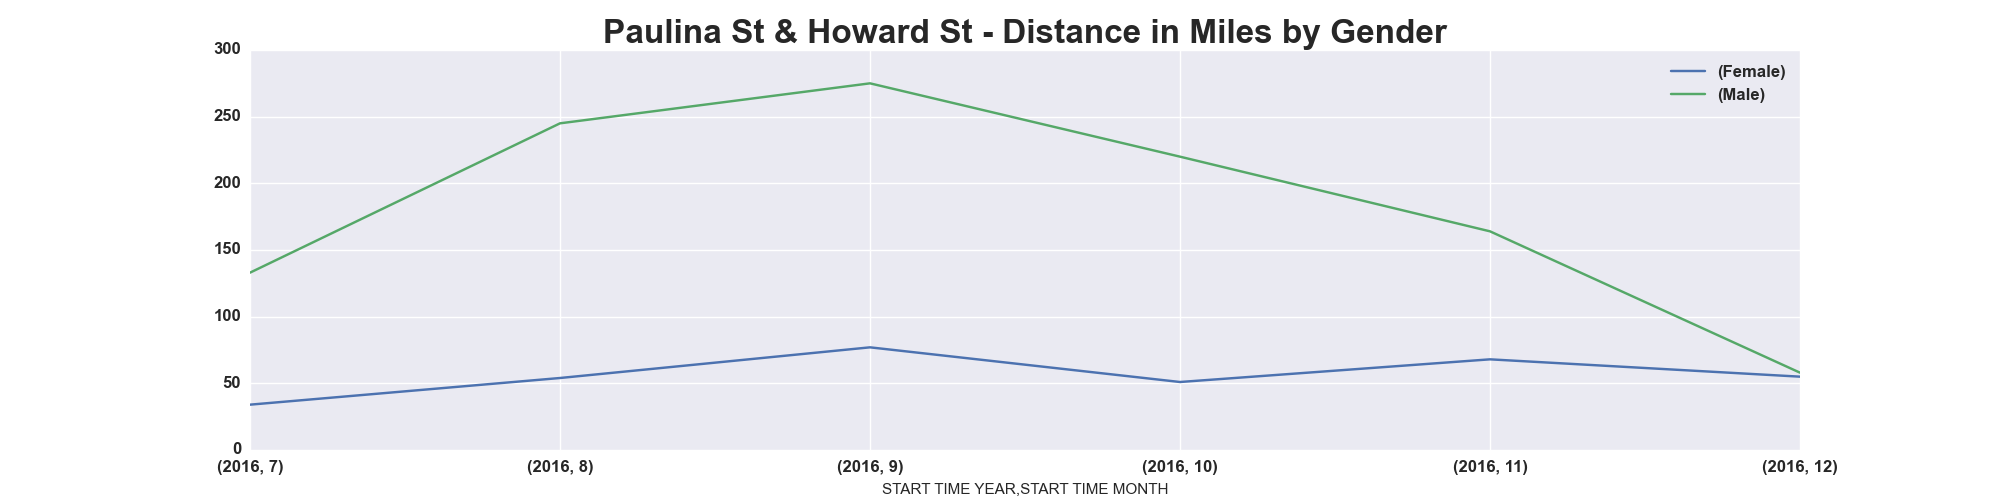 Paulina St & Howard St - Distance in Miles by Gender
300
250
200
150
100
50
0
(Female)
(Male)
(2016, 7) (2016, 8) (2016, 9) (2016, 10) (2016, 11) (2016, 12)
START TIME YEAR,START TIME MONTH